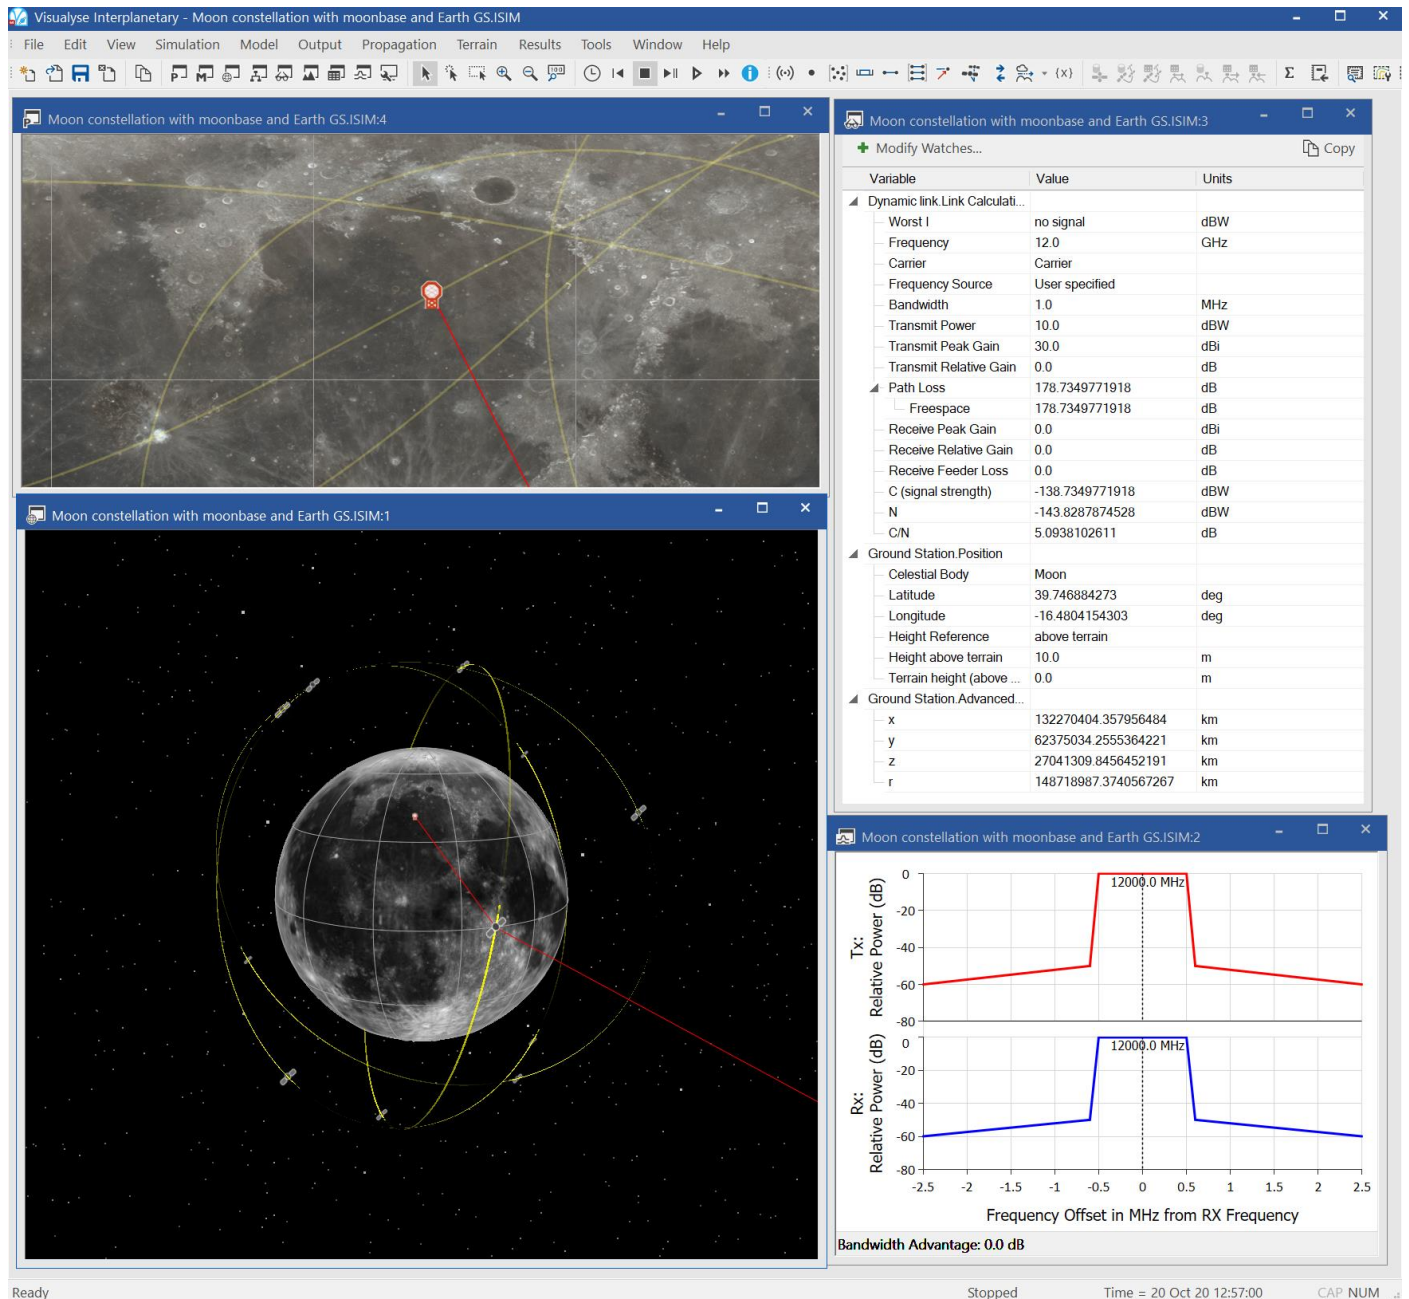 Visualyse Interplanetary - Moon constellation with moonbase and Earth GS.ISIM
File Edit View Simulation Model Output Propagation Terrain Results Tools Window Help
Moon constellation with moonbase and Earth GS.ISIM:4
Moon constellation with moonbase and Earth GS.ISIM:3
Modify Watches... Copy
Variable Value Units
Dynamic link.Link Calculati...
Worst I no signal dBW
Frequency 12.0 GHz
Carrier Carrier
Frequency Source User specified
Bandwidth 1.0 MHz
Transmit Power 10.0 dBW
Transmit Peak Gain 30.0 dBi
Transmit Relative Gain 0.0 dB
Path Loss 178.7349771918 dB
Freespace 178.7349771918 dB
Receive Peak Gain 0.0 dBi
Receive Relative Gain 0.0 dB
Receive Feeder Loss 0.0 dB
C (signal strength) -138.7349771918 dBW
N -143.8287874528 dBW
C/N 5.0938102611 dB
Ground Station.Position
Celestial Body Moon
Latitude 39.746884273 deg
Longitude -16.4804154303 deg
Height Reference above terrain
Height above terrain 10.0 m
Terrain height (above ... 0.0 m
Ground Station.Advanced...
x 132270404.357956484 km
y 62375034.2555364221 km
z 27041309.8456452191 km
r 148718987.3740567267 km
Moon constellation with moonbase and Earth GS.ISIM:1
Moon constellation with moonbase and Earth GS.ISIM:2
Tx:
Relative Power (dB)
0
-20
-40
-60
-80
12000.0 MHz
Rx:
Relative Power (dB)
0
-20
-40
-60
-80
12000.0 MHz
-2.5 -2 -1.5 -1 -0.5 0 0.5 1 1.5 2 2.5
Frequency Offset in MHz from RX Frequency
Bandwidth Advantage: 0.0 dB
Ready Stopped Time = 20 Oct 20 12:57:00 CAP NUM